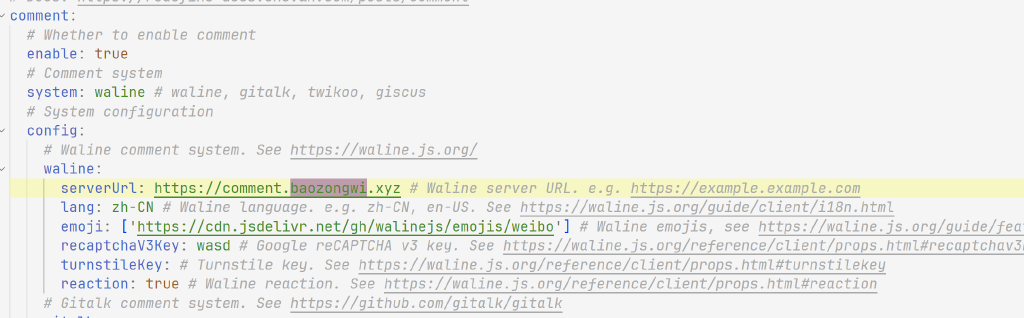 comment:
# Whether to enable comment
enable: true
# Comment system
system: waline # waline, gitalk, twikoo, giscus
# System configuration
config:
# Waline comment system. See https://waline.js.org/
waline:
serverUrl: https://comment.baozongwi.xyz # Waline server URL. e.g. https://example.example.com
lang: zh-CN # Waline language. e.g. zh-CN, en-US. See https://waline.js.org/guide/client/i18n.html
emoji: ['https://cdn.jsdelivr.net/gh/walinejs/emojis/weibo'] # Waline emojis, see https://waline.js.org/guide/fea
recaptchaV3Key: wasd # Google reCAPTCHA v3 key. See https://waline.js.org/reference/client/props.html#recaptchav3
turnstileKey: # Turnstile key. See https://waline.js.org/reference/client/props.html#turnstilekey
reaction: true # Waline reaction. See https://waline.js.org/reference/client/props.html#reaction
# Gitalk comment system. See https://github.com/gitalk/gitalk